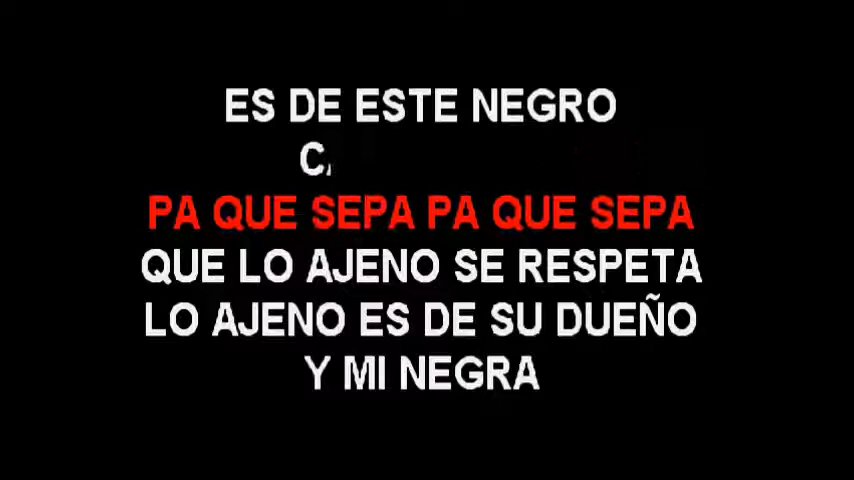 ES DE ESTE NEGRO
PA QUE SEPA PA QUE SEPA
QUE LO AJENO SE RESPETA
LO AJENO ES DE SU DUEÑO
Y MI NEGRA